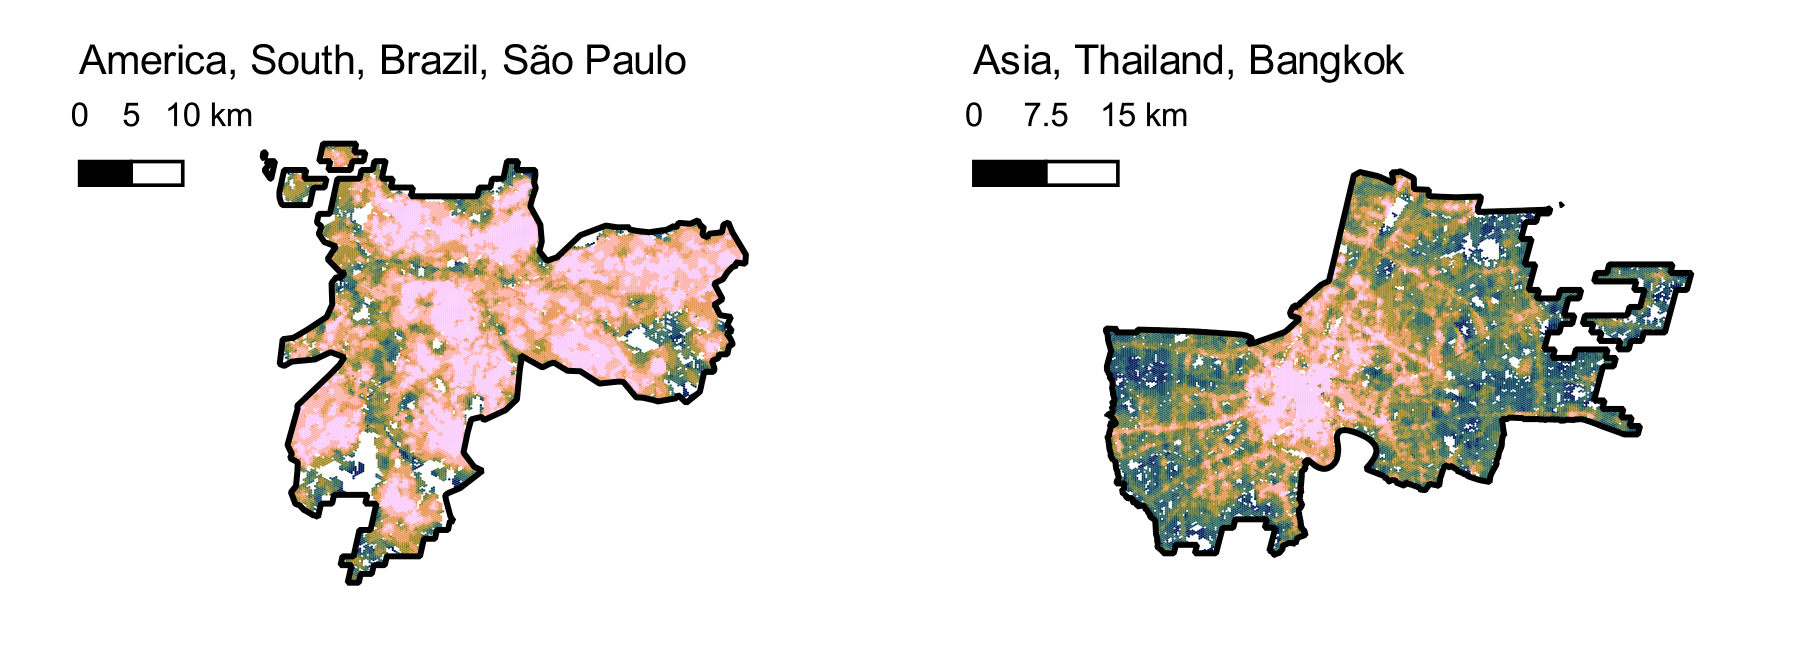 America, South, Brazil, São Paulo
0 5 10 km
Asia, Thailand, Bangkok
0 7.5 15 km